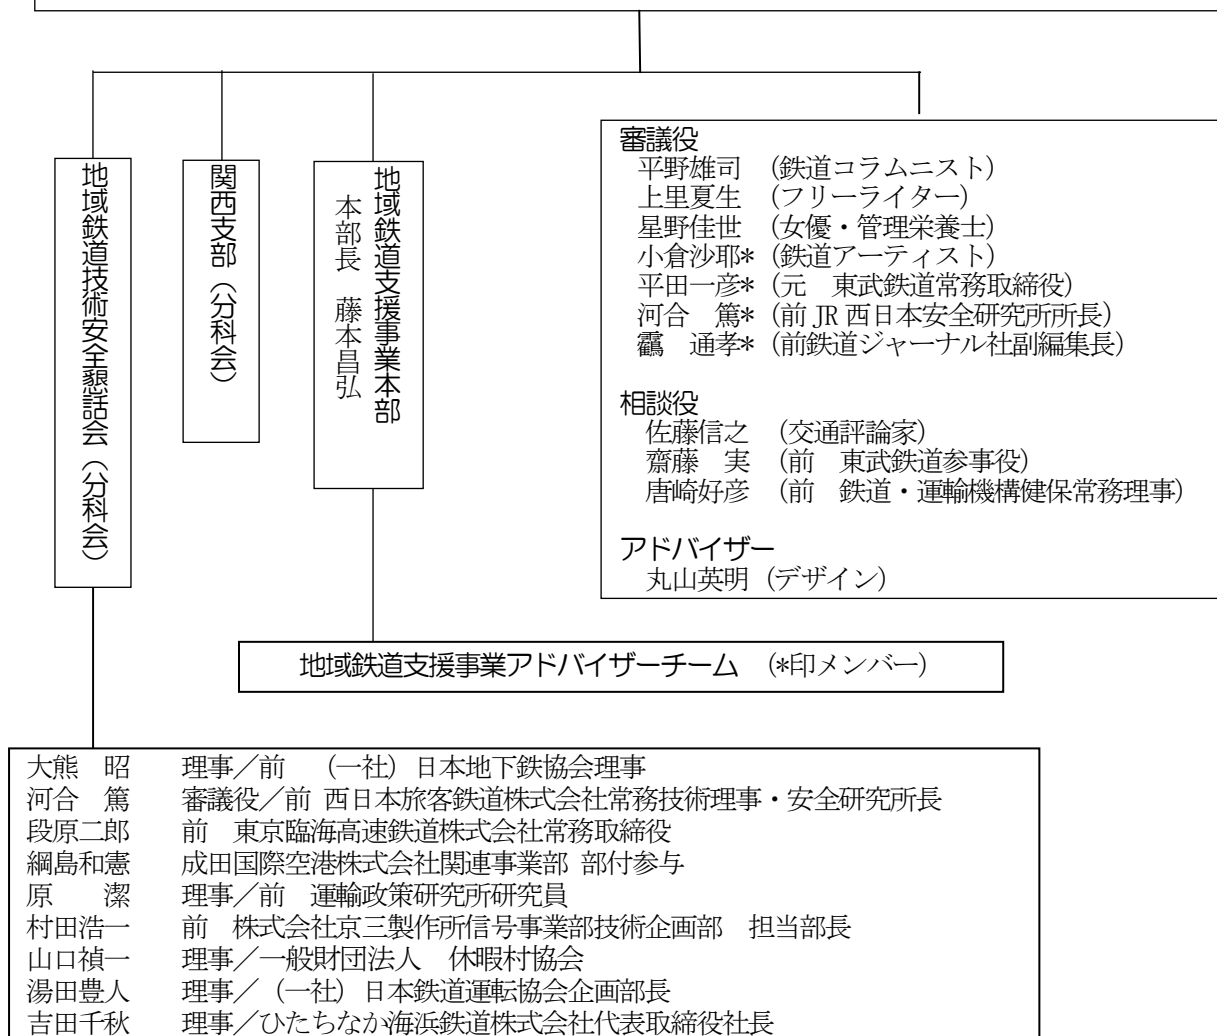 地域鉄道技術安全懇話会（分科会）
関西支部（分科会）
地域鉄道支援事業本部
本部長　藤本昌弘
審議役
平野雄司　（鉄道コラムニスト）
上里夏生　（フリーライター）
星野佳世　（女優・管理栄養士）
小倉沙耶*（鉄道アーティスト）
平田一彦*（元　東武鉄道常務取締役）
河合　篤*（前 JR 西日本安全研究所所長）
靍　通孝*（前鉄道ジャーナル社副編集長）
相談役
佐藤信之　（交通評論家）
齋藤　実　（前　東武鉄道参事役）
唐崎好彦　（前　鉄道・運輸機構健保常務理事）
アドバイザー
丸山英明（デザイン）
地域鉄道支援事業アドバイザーチーム　（*印メンバー）
大熊　昭　理事／前　（一社）日本地下鉄協会理事
河合　篤　審議役／前 西日本旅客鉄道株式会社常務技術理事・安全研究所長
段原二郎　前　東京臨海高速鉄道株式会社常務取締役
綱島和憲　成田国際空港株式会社関連事業部 部付参与
原　　潔　理事／前　運輸政策研究所研究員
村田浩一　前　株式会社京三製作所信号事業部技術企画部　担当部長
山口禎一　理事／一般財団法人　休暇村協会
湯田豊人　理事／（一社）日本鉄道運転協会企画部長
吉田千秋　理事／ひたちなか海浜鉄道株式会社代表取締役社長